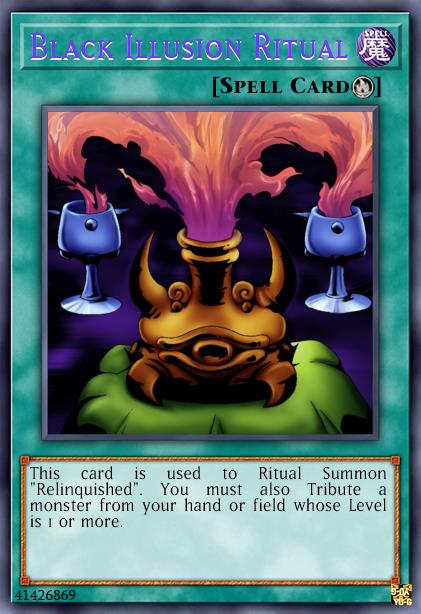 Black Illusion Ritual
SPELL
魔
[Spell Card]
This card is used to Ritual Summon
"Relinquished". You must also Tribute a
monster from your hand or field whose Level
is 1 or more.
41426869